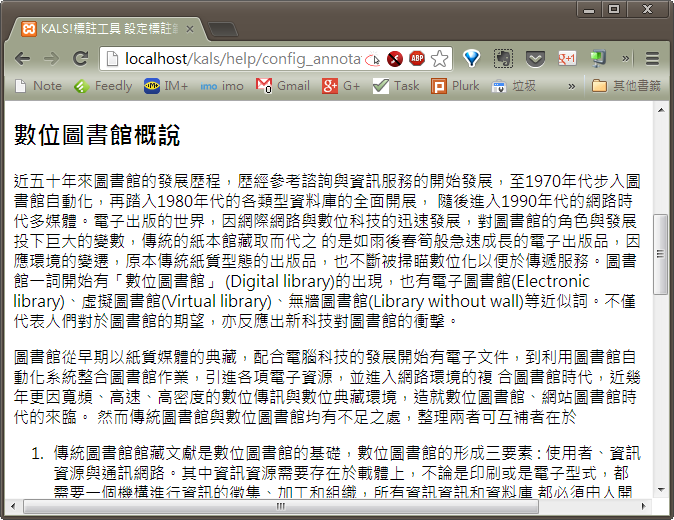 KALS!標註工具 設定標註
localhost/kals/help/config_annota
Note Feedly IM+ imo Gmail G+ Task Plurk 垃圾 » 其他書籤
數位圖書館概說
近五十年來圖書館的發展歷程，歷經參考諮詢與資訊服務的開始發展，至1970年代步入圖
書館自動化，再踏入1980年代的各類型資料庫的全面開展， 隨後進入1990年代的網路時
代多媒體。電子出版的世界，因網際網路與數位科技的迅速發展，對圖書館的角色與發展
投下巨大的變數，傳統的紙本館藏取而代之 的是如雨後春筍般急速成長的電子出版品，因
應環境的變遷，原本傳統紙質型態的出版品，也不斷被掃瞄數位化以便於傳遞服務。圖書
館一詞開始有「數位圖書館」 (Digital library)的出現，也有電子圖書館(Electronic
library)、虛擬圖書館(Virtual library)、無牆圖書館(Library without wall)等近似詞。不僅
代表人們對於圖書館的期望，亦反應出新科技對圖書館的衝擊。
圖書館從早期以紙質媒體的典藏，配合電腦科技的發展開始有電子文件，到利用圖書館自
動化系統整合圖書館作業，引進各項電子資源，並進入網路環境的複 合圖書館時代，近幾
年更因寬頻、高速、高密度的數位傳訊與數位典藏環境，造就數位圖書館、網站圖書館時
代的來臨。 然而傳統圖書館與數位圖書館均有不足之處，整理兩者可互補者在於
1. 傳統圖書館館藏文獻是數位圖書館的基礎，數位圖書館的形成三要素 : 使用者、資訊
資源與通訊網路。其中資訊資源需要存在於載體上，不論是印刷或是電子型式，都
需要一個機構進行資訊的徵集、加工和組織，所有資訊資訊和資料庫 都必須由人開